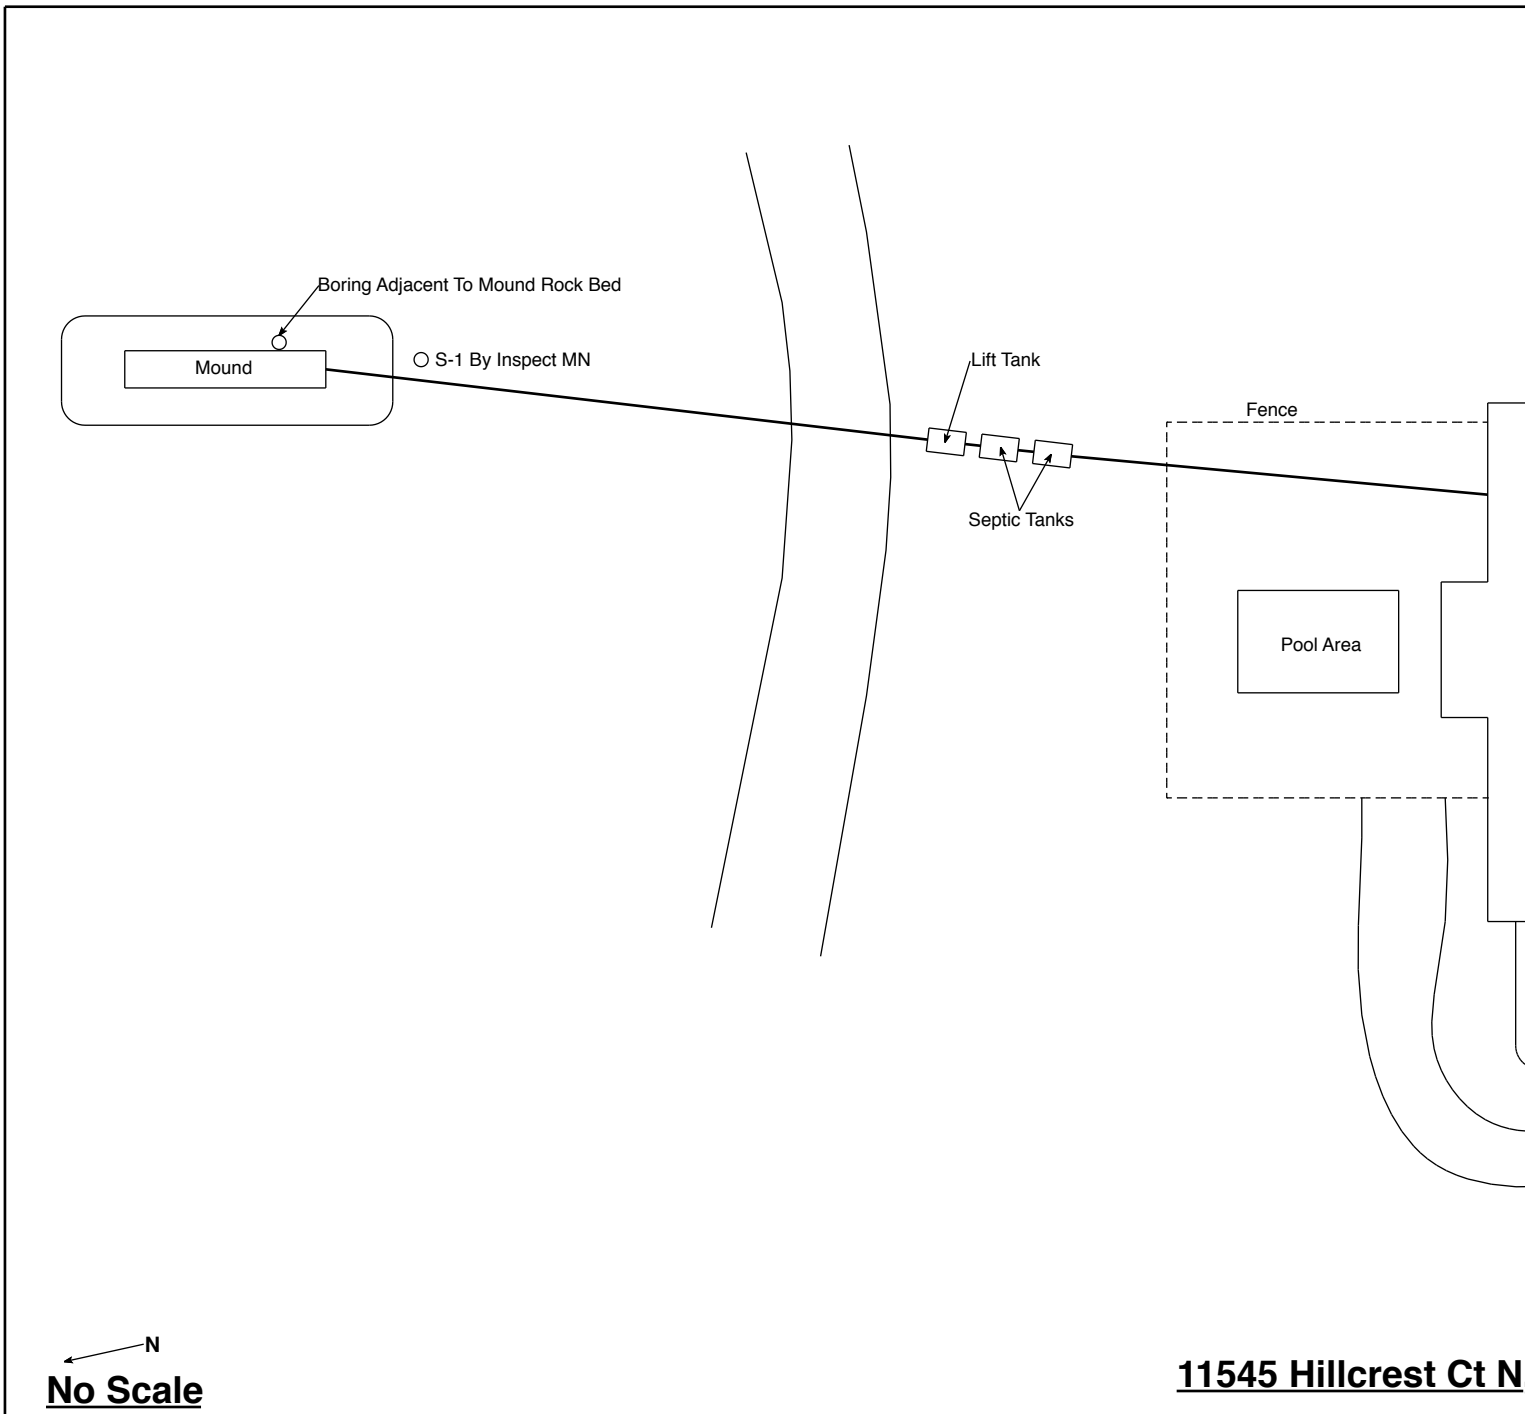 Boring Adjacent To Mound Rock Bed
Mound
S-1 By Inspect MN
Lift Tank
Fence
Septic Tanks
Pool Area
N
No Scale
11545 Hillcrest Ct N